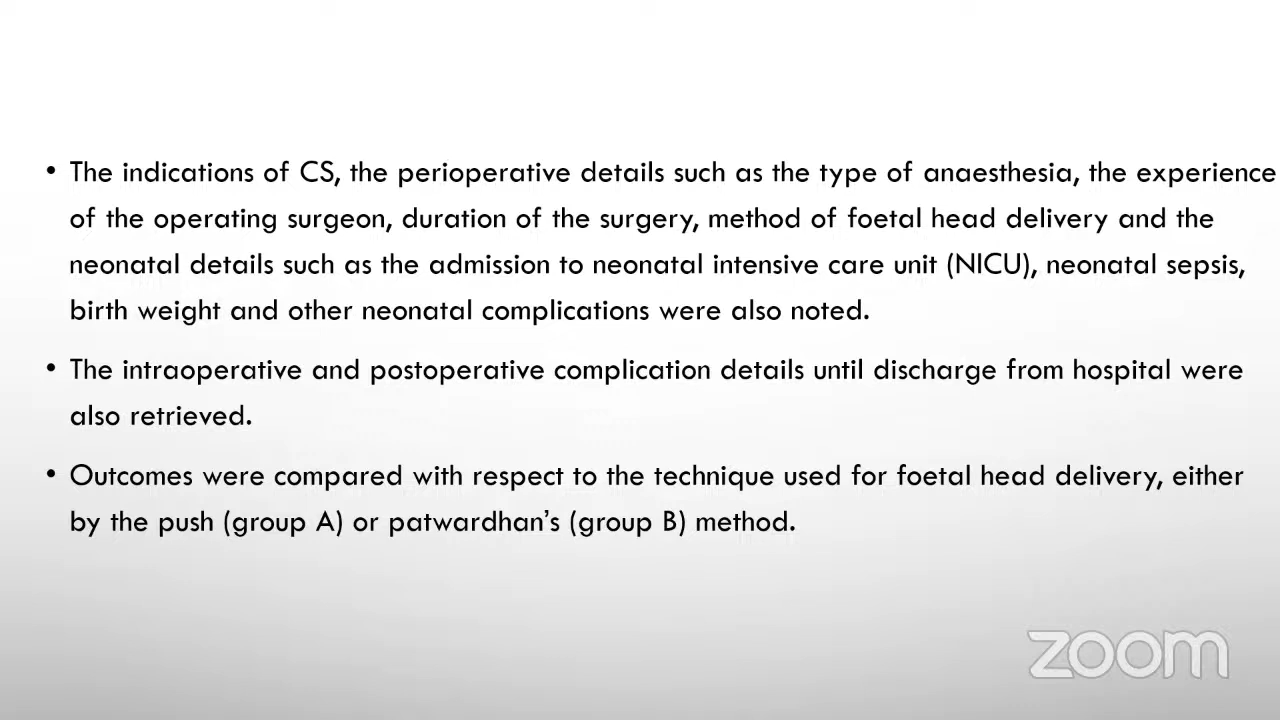 • The indications of CS, the perioperative details such as the type of anaesthesia, the experience
of the operating surgeon, duration of the surgery, method of foetal head delivery and the
neonatal details such as the admission to neonatal intensive care unit (NICU), neonatal sepsis,
birth weight and other neonatal complications were also noted.
• The intraoperative and postoperative complication details until discharge from hospital were
also retrieved.
• Outcomes were compared with respect to the technique used for foetal head delivery, either
by the push (group A) or patwardhan's (group B) method.
zoom